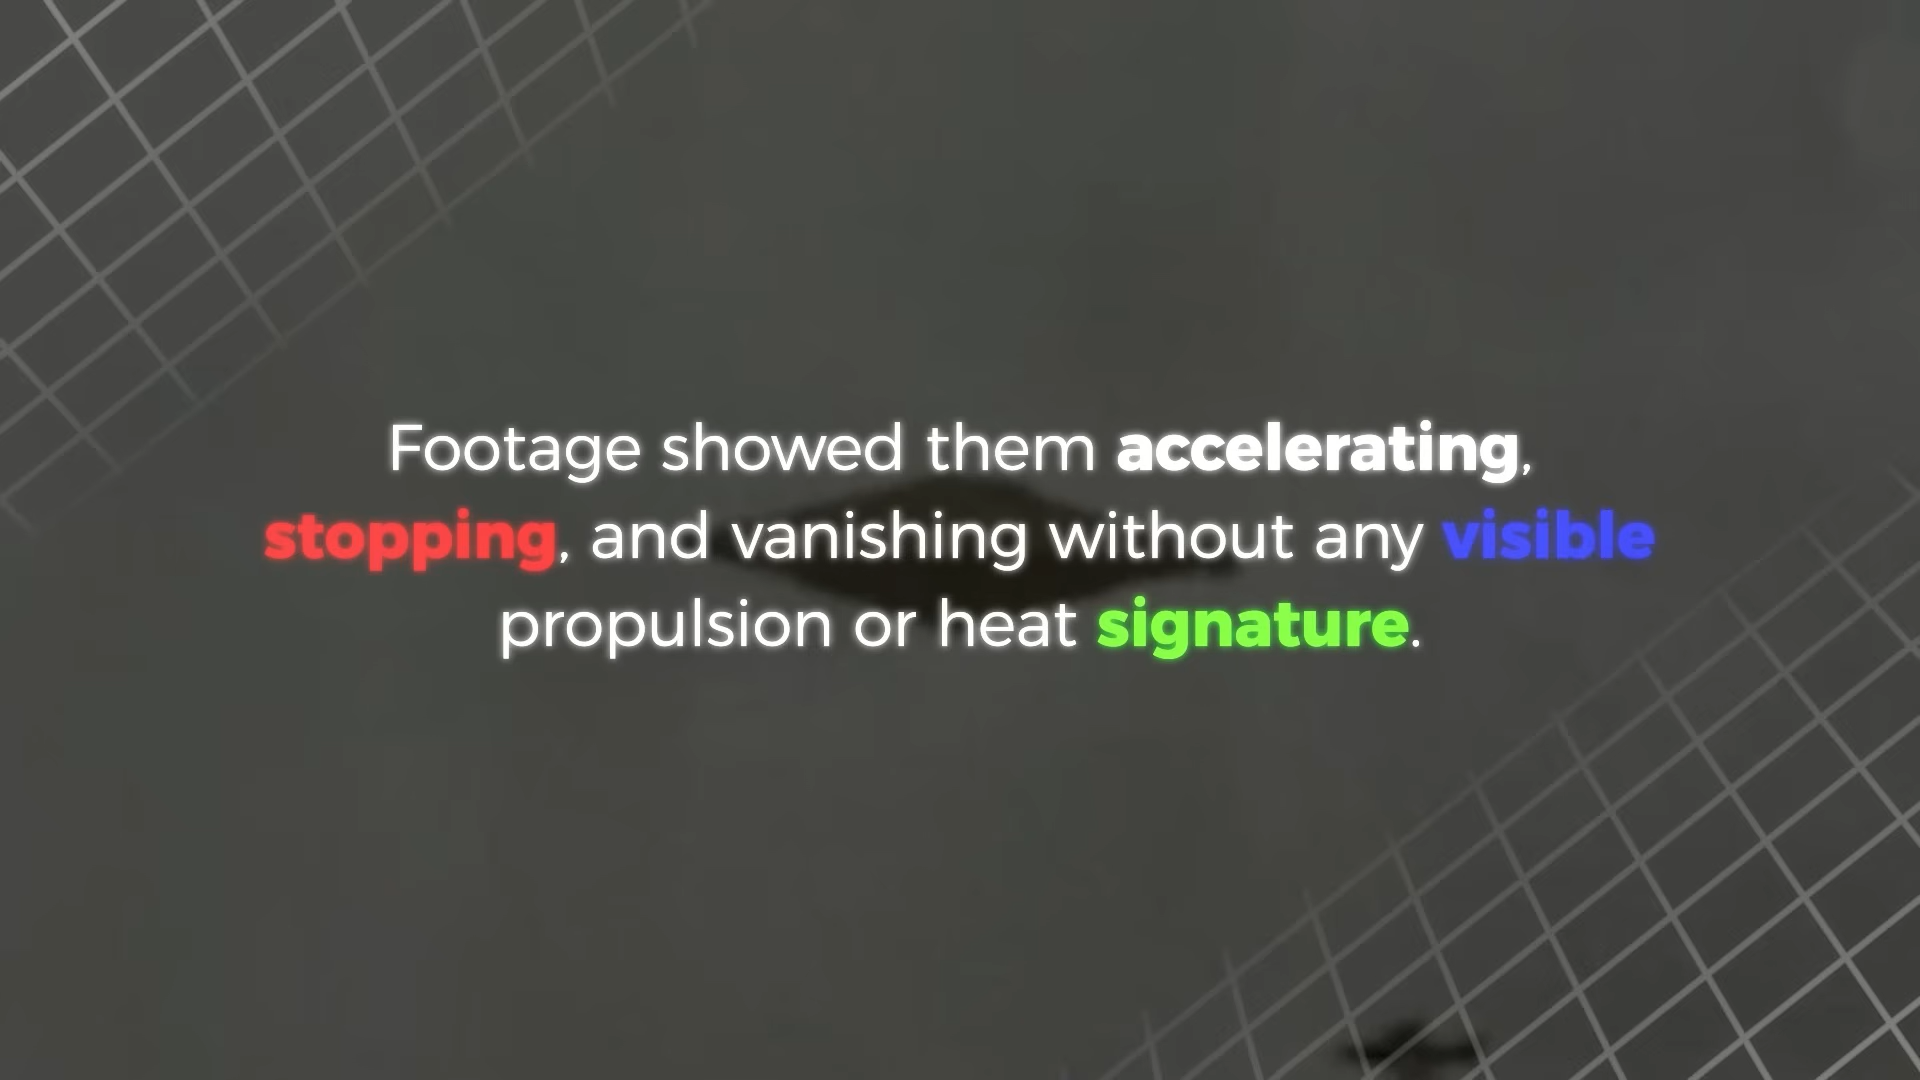 Footage showed them accelerating,
stopping, and vanishing without any visible
propulsion or heat signature.